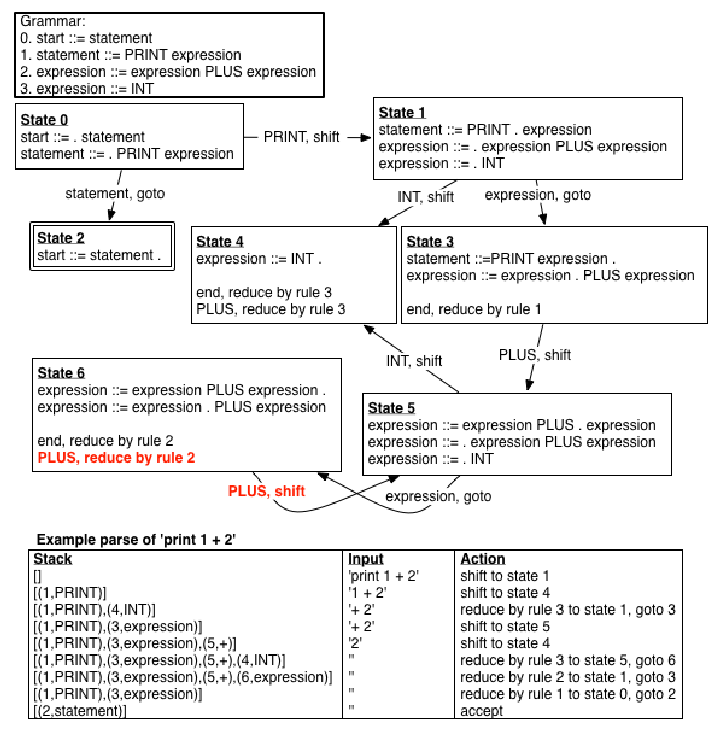 Grammar:
0. start ::= statement
1. statement ::= PRINT expression
2. expression ::= expression PLUS expression
3. expression ::= INT
State 0
start ::= . statement
statement ::= . PRINT expression
PRINT, shift
State 1
statement ::= PRINT . expression
expression ::= . expression PLUS expression
expression ::= . INT
statement, goto
INT, shift
expression, goto
State 2
start ::= statement .
State 4
expression ::= INT .
end, reduce by rule 3
PLUS, reduce by rule 3
State 3
statement ::=PRINT expression .
expression ::= expression . PLUS expression
end, reduce by rule 1
INT, shift
PLUS, shift
State 6
expression ::= expression PLUS expression .
expression ::= expression . PLUS expression
end, reduce by rule 2
PLUS, reduce by rule 2
State 5
expression ::= expression PLUS . expression
expression ::= . expression PLUS expression
expression ::= . INT
PLUS, shift
expression, goto
Example parse of 'print 1 + 2'
Stack Input Action
[] 'print 1 + 2' shift to state 1
[(1,PRINT)] '1 + 2' shift to state 4
[(1,PRINT),(4,INT)] '+ 2' reduce by rule 3 to state 1, goto 3
[(1,PRINT),(3,expression)] '+ 2' shift to state 5
[(1,PRINT),(3,expression),(5,+)] '2' shift to state 4
[(1,PRINT),(3,expression),(5,+),(4,INT)] '' reduce by rule 3 to state 5, goto 6
[(1,PRINT),(3,expression),(5,+),(6,expression)] '' reduce by rule 2 to state 1, goto 3
[(1,PRINT),(3,expression)] '' reduce by rule 1 to state 0, goto 2
[(2,statement)] '' accept